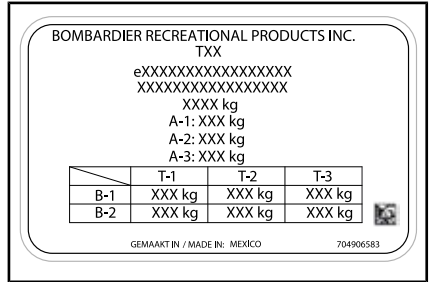 BOMBARDIER RECREATIONAL PRODUCTS INC.
TXX
eXXXXXXXXXXXXXXXXX
XXXXXXXXXXXXXXXXX
XXXX kg
A-1: XXX kg
A-2: XXX kg
A-3: XXX kg
T-1 T-2 T-3
B-1 XXX kg XXX kg XXX kg
B-2 XXX kg XXX kg XXX kg
GEMAAKT IN / MADE IN: MEXİCO 704906583